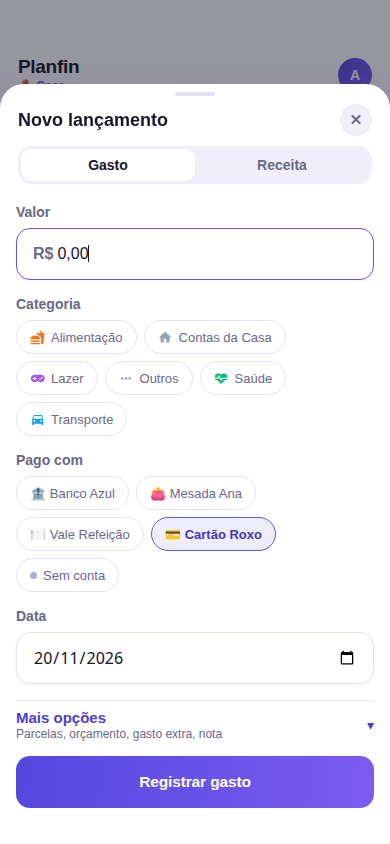 Planfin
A
Novo lançamento
×
Gasto Receita
Valor
R$ 0,00
Categoria
Alimentação Contas da Casa
Lazer Outros Saúde
Transporte
Pago com
Banco Azul Mesada Ana
Vale Refeição Cartão Roxo
Sem conta
Data
20/11/2026
Mais opções
Parcelas, orçamento, gasto extra, nota
Registrar gasto